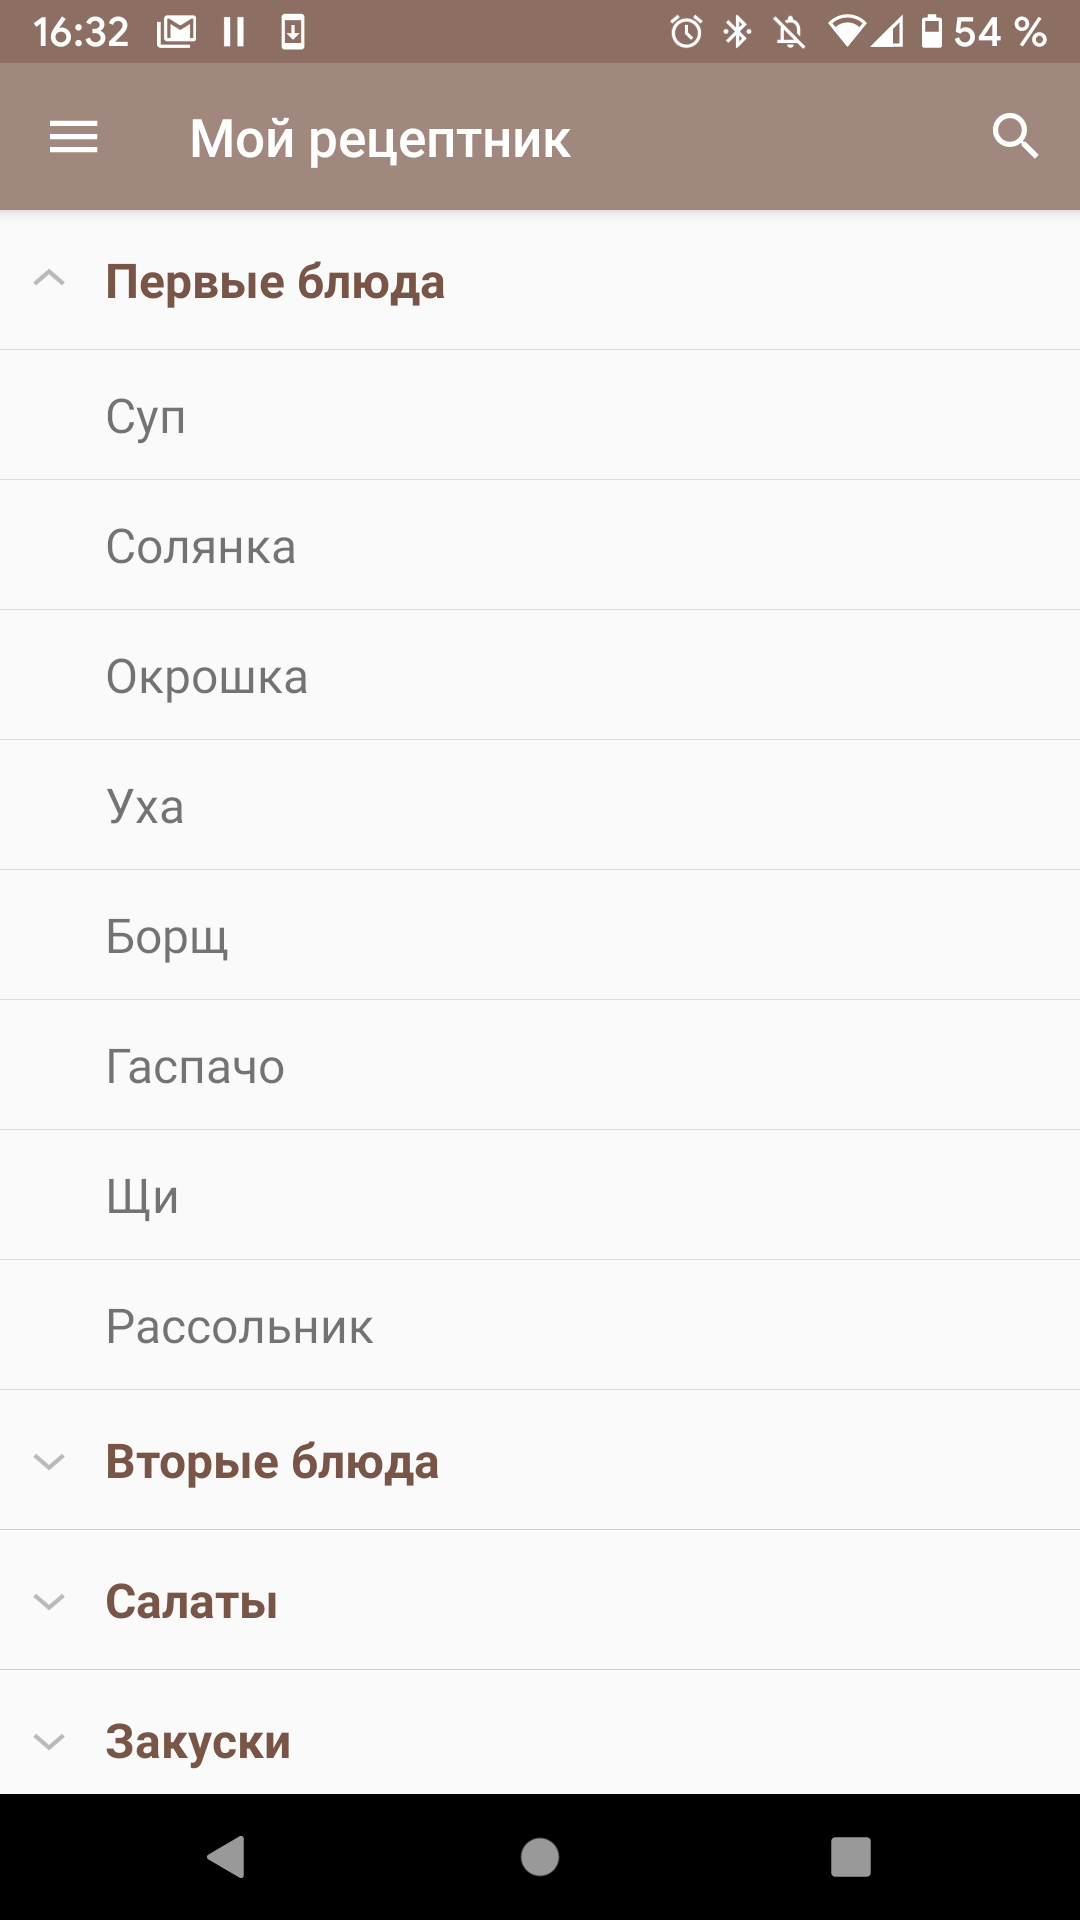 16:32 54 %
Мой рецептник
Первые блюда
Суп
Солянка
Окрошка
Уха
Борщ
Гаспачо
Щи
Рассольник
Вторые блюда
Салаты
Закуски